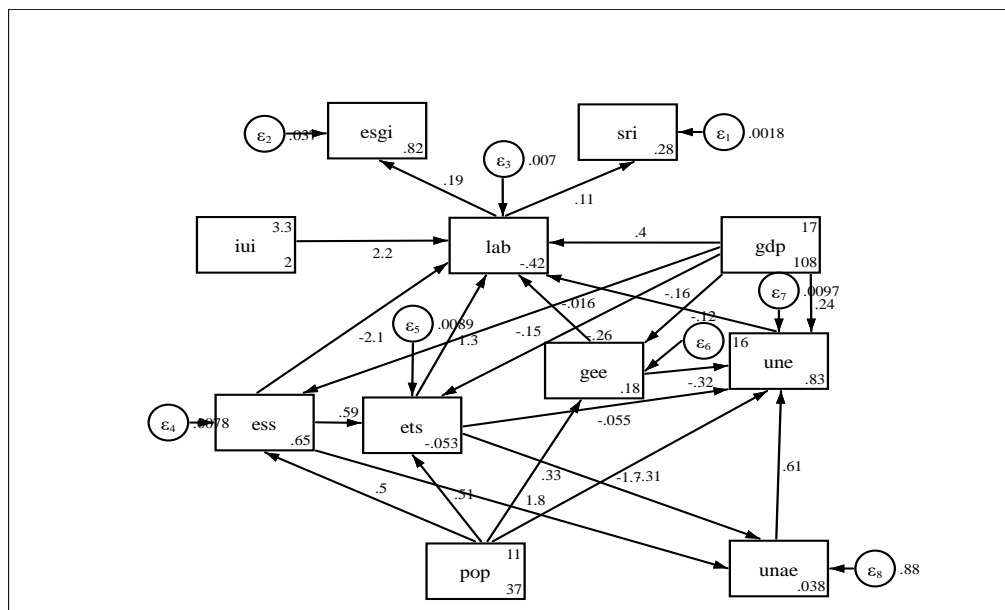 esgi
.82
ε2
.037
sri
.28
ε1
.0018
ε3
.007
.19
.11
iui
3.3
2
2.2
lab
-.42
.4
gdp
17
108
ε7
.0097
.24
-.016
-.16
-.12
ε5
.0089
1.3
-.15
-2.1
-.26
ε6
gee
.18
16
une
.83
-.32
-.055
ε4
.0078
ess
.65
.59
ets
-.053
.5
.51
.33
1.8
-1.7
.31
.61
pop
11
37
unae
.038
ε8
.88